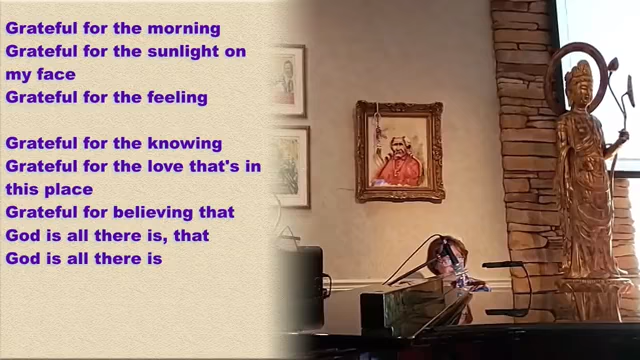 Grateful for the morning
Grateful for the sunlight on
my face
Grateful for the feeling
Grateful for the knowing
Grateful for the love that's in
this place
Grateful for believing that
God is all there is, that
God is all there is